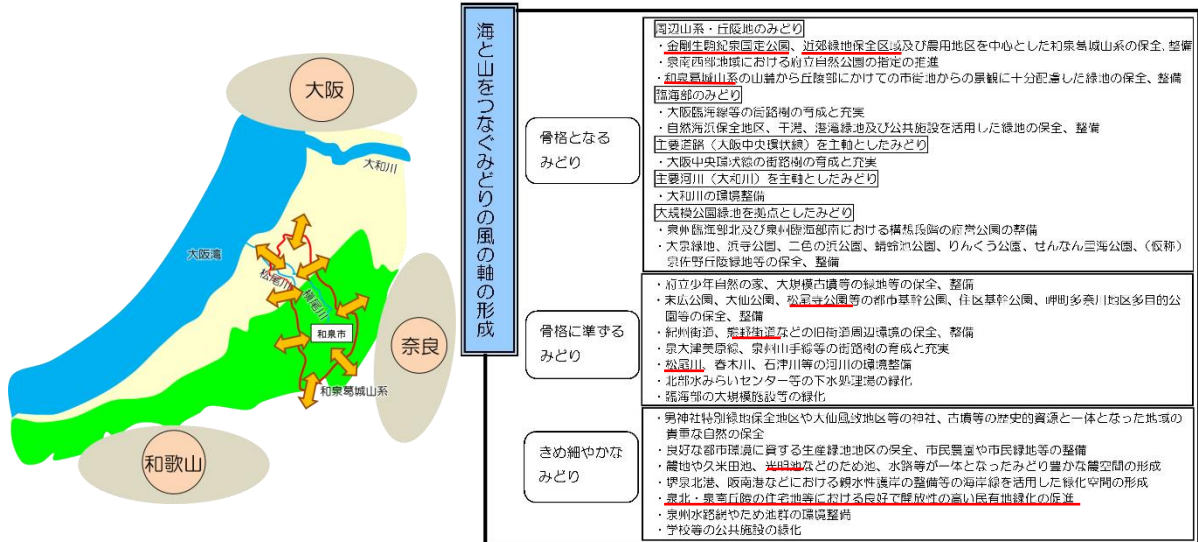 大阪
大和川
大阪湾
松尾川
槇尾川
和泉市
和泉葛城山系
奈良
和歌山
海と山をつなぐみどりの風の軸の形成
骨格となる
みどり
周辺山系・丘陵地のみどり
・金剛生駒紀泉国定公園、近郊緑地保全区域及び農用地区を中心とした和泉葛城山系の保全、整備
・泉南西部地域における府立自然公園の指定の推進
・和泉葛城山系の山麓から丘陵部にかけての市街地からの景観に十分配慮した緑地の保全、整備
臨海部のみどり
・大阪臨海線等の街路樹の育成と充実
・自然海浜保全地区、干潟、港湾緑地及び公共施設を活用した緑地の保全、整備
主要道路（大阪中央環状線）を主軸としたみどり
・大阪中央環状線の街路樹の育成と充実
主要河川（大和川）を主軸としたみどり
・大和川の環境整備
大規模公園緑地を拠点としたみどり
・泉州臨海部北及び泉州臨海部南における構想段階の府営公園の整備
・大泉緑地、浜寺公園、二色の浜公園、蜻蛉池公園、りんくう公園、せんなん里海公園、（仮称）
泉佐野丘陵緑地等の保全、整備
骨格に準ずる
みどり
・府立少年自然の家、大規模古墳等の緑地等の保全、整備
・末広公園、大仙公園、松尾寺公園等の都市基幹公園、住区基幹公園、岬町多奈川地区多目的公
園等の保全、整備
・紀州街道、熊野街道などの旧街道周辺環境の保全、整備
・泉大津美原線、泉州山手線等の街路樹の育成と充実
・松尾川、春木川、石津川等の河川の環境整備
・北部水みらいセンター等の下水処理場の緑化
・臨海部の大規模施設等の緑化
きめ細やかな
みどり
・男神社特別緑地保全地区や大仙風致地区等の神社、古墳等の歴史的資源と一体となった地域の
貴重な自然の保全
・良好な都市環境に資する生産緑地地区の保全、市民農園や市民緑地等の整備
・農地や久米田池、光明池などのため池、水路等が一体となったみどり豊かな農空間の形成
・堺泉北港、阪南港などにおける親水性護岸の整備等の海岸線を活用した緑化空間の形成
・泉北・泉南丘陵の住宅地等における良好で開放性の高い民有地緑化の促進
・泉州水路網やため池群の環境整備
・学校等の公共施設の緑化